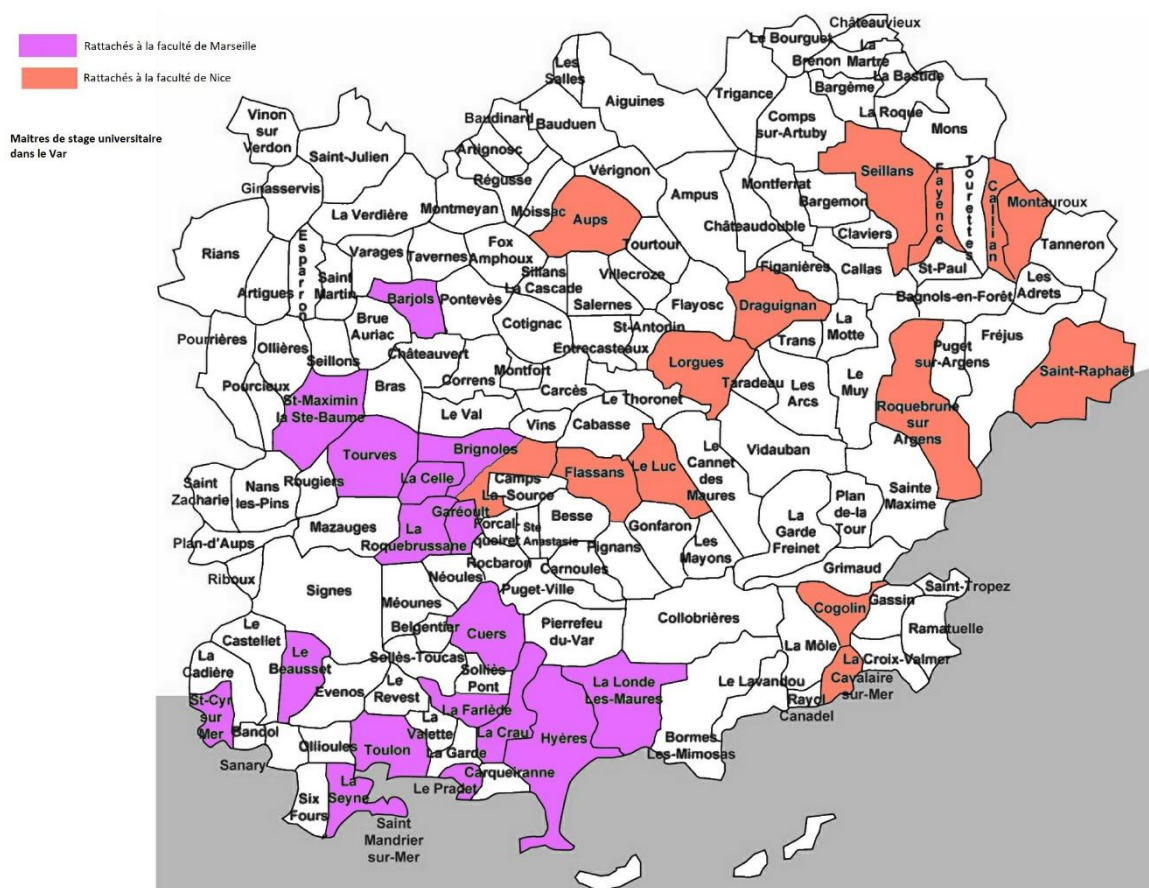 Rattachés à la faculté de Marseille
Rattachés à la faculté de Nice
Maitres de stage universitaire
dans le Var
Châteauvieux
Le Bourguet
La
Martre
Brenon
La Bastide
Les
Salles
Aiguines
Trigance
Bargème
La Roque
Vinon
sur
Verdon
Baudinard
Bauduen
Comps
sur-Artuby
Mons
Saint-Julien
Artignosc
Vérignon
Seillans
Fayence
Tourettes
Callian
Montauroux
Ginasservis
Régusse
Ampus
Montferrat
La Verdière
Montmeyan
Moissac
Aups
Châteaudouble
Bargemon
Claviers
Tanneron
Rians
Esparron
Varages
Tavernes
Fox
Amphoux
Tourtour
Sillans
La Cascade
Villecroze
Figanières
Callas
St-Paul
Les
Adrets
Artigues
Saint
Martin
Barjols
Pontevès
Salernes
Flayosc
Draguignan
Bagnols-en-Forêt
Pourrières
Ollières
Brue
Auriac
Cotignac
St-Antonin
La
Motte
Trans
Puget
sur-Argens
Fréjus
Seillons
Châteauvert
Entrecasteaux
Lorgues
Saint-Raphaël
Pourcieux
Bras
Correns
Montfort
Carcès
Taradeau
Les
Arcs
Le
Muy
St-Maximin
la Ste-Baume
Le Val
Le Thoronet
Roquebrune
sur
Argens
Vins
Cabasse
Tourves
Brignoles
Le
Cannet
des
Maures
Vidauban
Saint
Zacharie
Nans
les-Pins
Rougiers
La Celle
Camps
La-Source
Flassans
Le Luc
Sainte
Maxime
Plan
de-la
Tour
Mazaugues
Garéoult
Forcal-
queiret
Ste
Anastasie
Besse
Gonfaron
La
Garde
Freinet
Plan-d'Aups
La
Roquebrussane
Pignans
Les
Mayons
Riboux
Signes
Néoules
Rocbaron
Carnoules
Grimaud
Méounes
Puget-Ville
Saint-Tropez
Gassin
Cogolin
Le
Castellet
Belgentier
Cuers
Pierrefeu
du-Var
Collobrières
Ramatuelle
La
Cadière
Le
Beausset
Solliès-Toucas
La Môle
La Croix-Valmer
Solliès
Pont
Evenos
Le
Revest
La Londe
Les-Maures
Le Lavandou
Cavalaire
sur-Mer
Rayol
Canadel
St-Cyr
sur
Mer
La Farlède
Bandol
Ollioules
Toulon
La
Valette
La Crau
Hyères
Bormes
Les-Mimosas
Sanary
La Garde
Carqueiranne
Le Pradet
Six
Fours
La
Seyne
Saint
Mandrier
sur-Mer